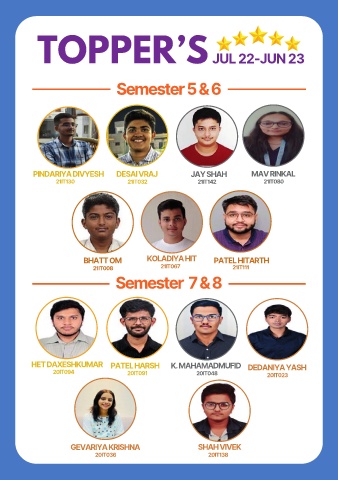 TOPPER'S
JUL 22-JUN 23
Semester 5 & 6
PINDARIYA DIVYESH
21IT130
DESAI VRAJ
21IT032
JAY SHAH
21IT142
MAV RINKAL
21IT080
BHATT OM
21IT008
KOLADIYA HIT
21IT067
PATEL HITARTH
21IT111
Semester 7 & 8
HET DAXESHKUMAR
20IT094
PATEL HARSH
20IT091
K. MAHAMADMUFID
20IT048
DEDANIYA YASH
20IT023
GEVARIYA KRISHNA
20IT036
SHAH VIVEK
20IT138